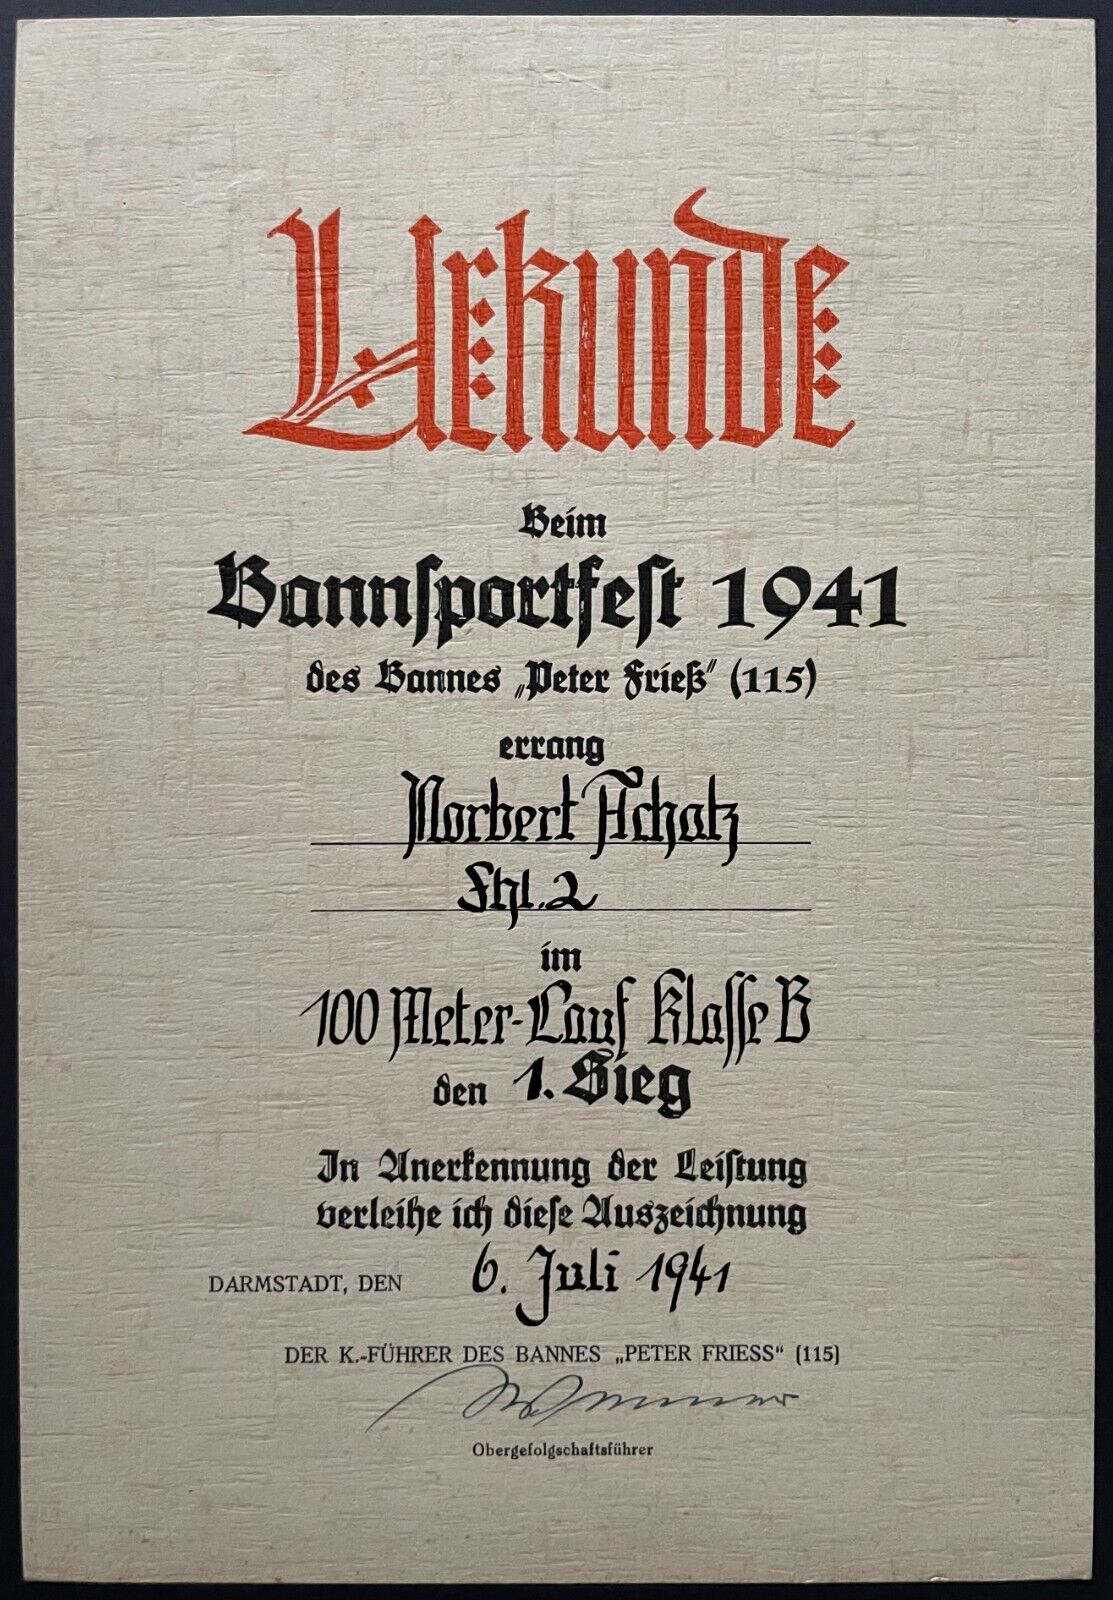 Urkunde
Beim
Bannsportfest 1941
des Bannes „Peter Frieß“ (115)
errang
Norbert Achatz
Fhl. 2
im
100 Meter-Lauf Klasse B
den 1. Sieg
In Anerkennung der Leistung
verleihe ich diese Auszeichnung
DARMSTADT, DEN 6. Juli 1941
DER K.-FÜHRER DES BANNES „PETER FRIESS“ (115)
Obergefolgschaftsführer